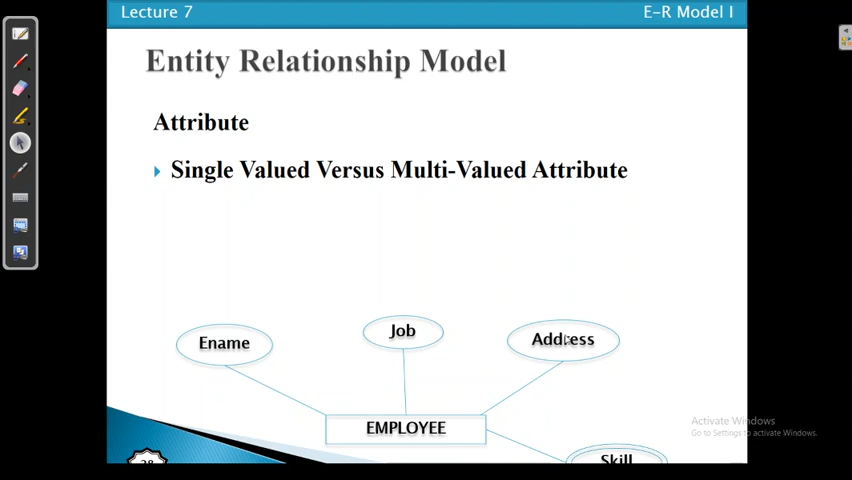 Lecture 7 E-R Model I
Entity Relationship Model
Attribute
Single Valued Versus Multi-Valued Attribute
Ename Job Address
EMPLOYEE
Skill
28
Activate Windows
Go to Settings to activate Windows.